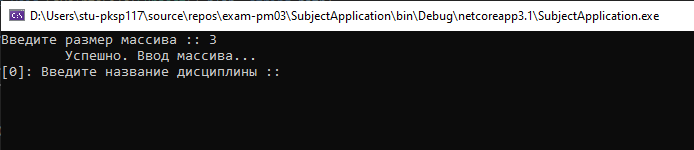 D:\Users\stu-pksp117\source\repos\exam-pm03\SubjectApplication\bin\Debug\netcoreapp3.1\SubjectApplication.exe
Введите размер массива :: 3
Успешно. Ввод массива...
[0]: Введите название дисциплины ::